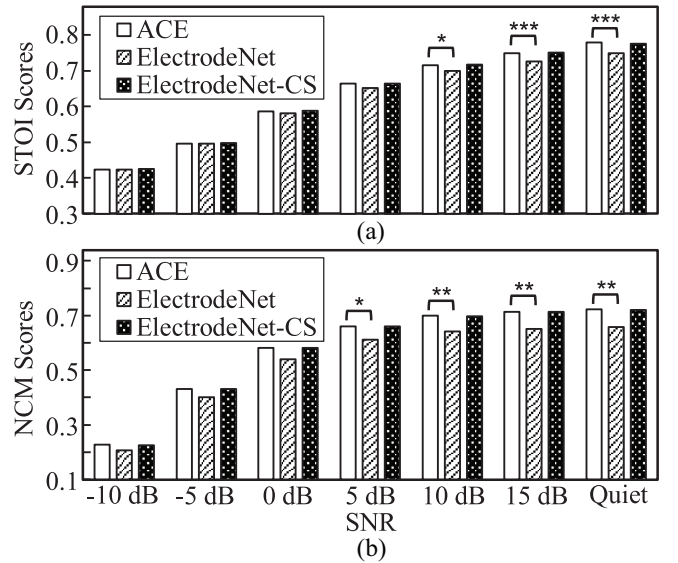 STOI Scores
0.8
0.7
0.6
0.5
0.4
0.3
ACE
ElectrodeNet
ElectrodeNet-CS
* *** ***
(a)
NCM Scores
0.9
0.7
0.5
0.3
0.1
ACE
ElectrodeNet
ElectrodeNet-CS
* ** ** **
-10 dB -5 dB 0 dB 5 dB 10 dB 15 dB Quiet
SNR
(b)